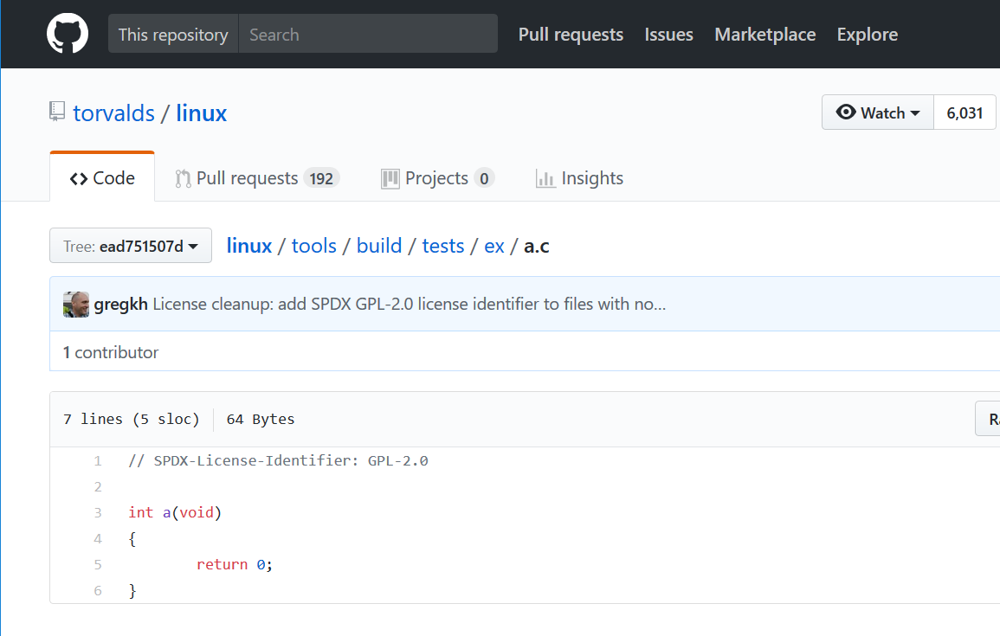 This repository Search Pull requests Issues Marketplace Explore
torvalds / linux Watch 6,031
Code Pull requests 192 Projects 0 Insights
Tree: ead751507d linux / tools / build / tests / ex / a.c
gregkh License cleanup: add SPDX GPL-2.0 license identifier to files with no...
1 contributor
7 lines (5 sloc) 64 Bytes
1 // SPDX-License-Identifier: GPL-2.0
2
3 int a(void)
4 {
5 return 0;
6 }